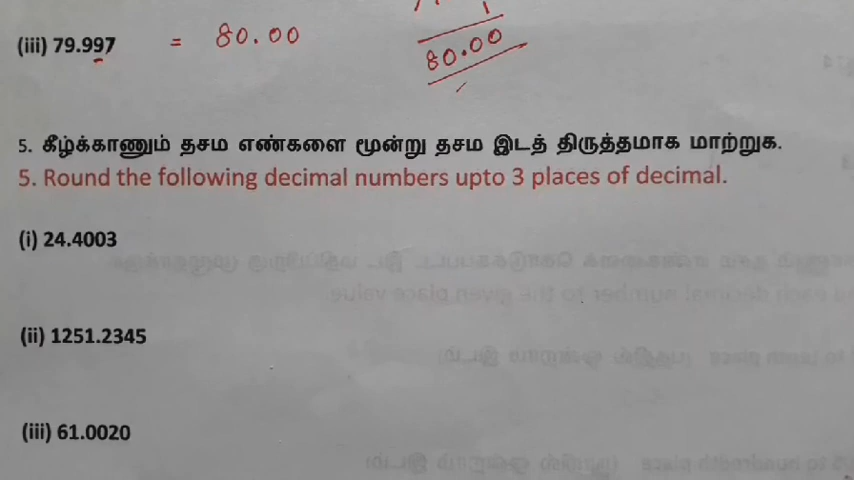 (iii) 79.997 = 80.00
80.00
5. கீழ்க்காணும் தசம எண்களை மூன்று தசம இடத் திருத்தமாக மாற்றுக.
5. Round the following decimal numbers upto 3 places of decimal.
(i) 24.4003
(ii) 1251.2345
(iii) 61.0020